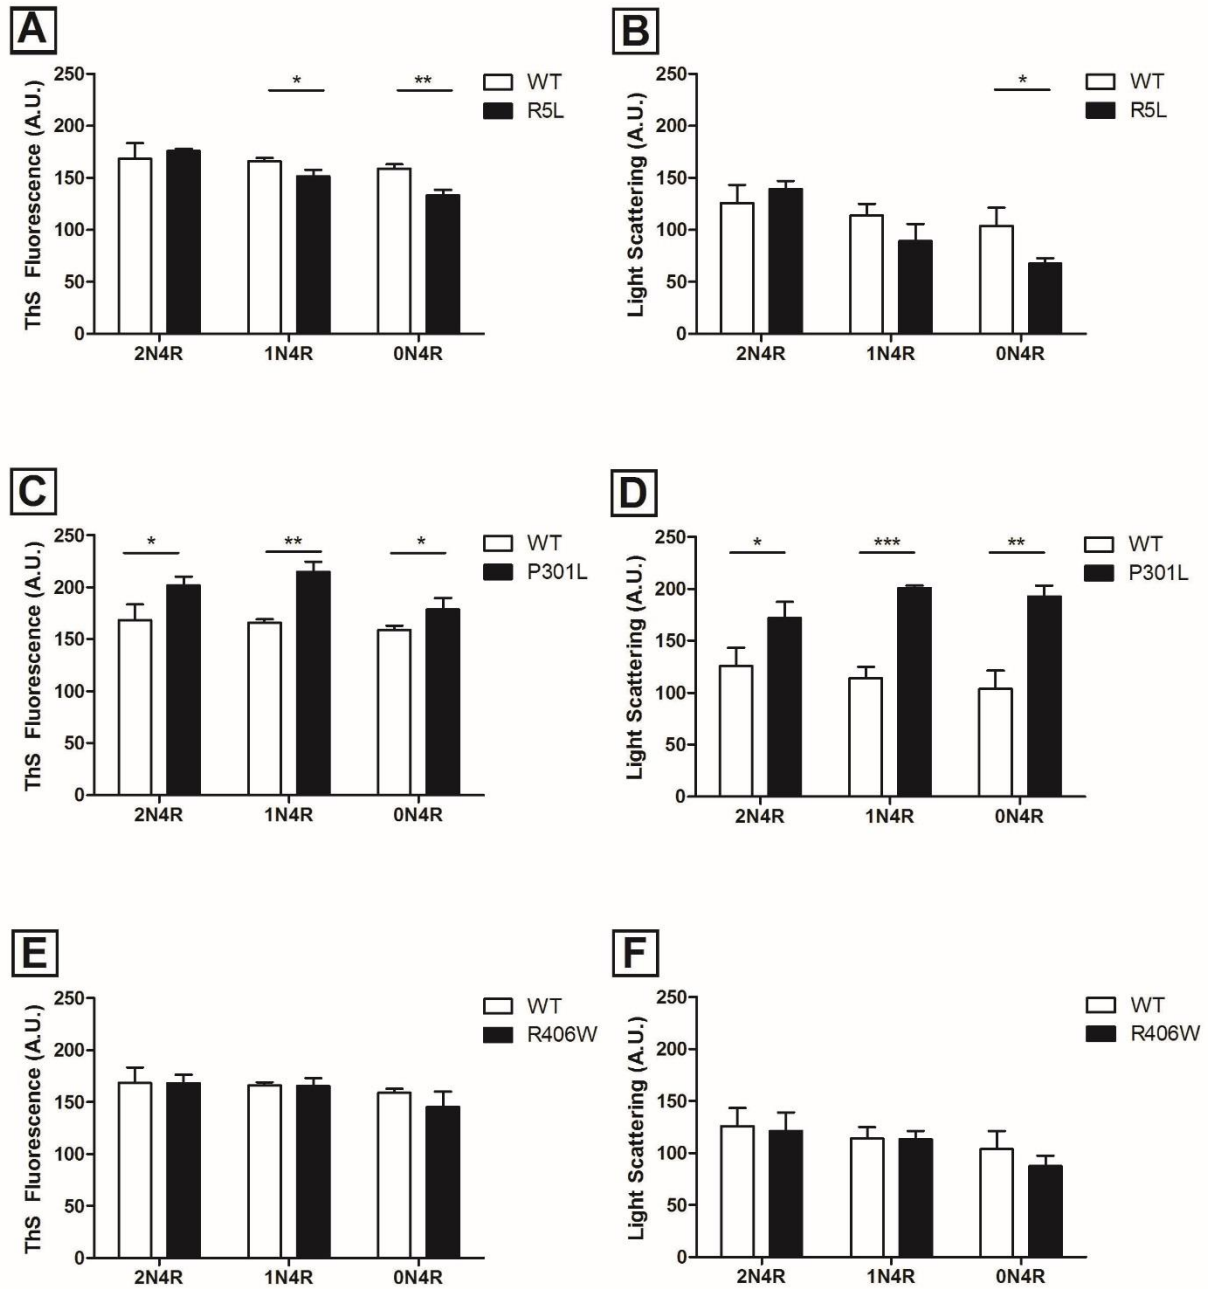 A
ThS Fluorescence (A.U.)
250
200
150
100
50
0
* **
WT
R5L
2N4R 1N4R 0N4R
B
Light Scattering (A.U.)
250
200
150
100
50
0
*
WT
R5L
2N4R 1N4R 0N4R
C
ThS Fluorescence (A.U.)
250
200
150
100
50
0
* ** *
WT
P301L
2N4R 1N4R 0N4R
D
Light Scattering (A.U.)
250
200
150
100
50
0
* *** **
WT
P301L
2N4R 1N4R 0N4R
E
ThS Fluorescence (A.U.)
250
200
150
100
50
0
WT
R406W
2N4R 1N4R 0N4R
F
Light Scattering (A.U.)
250
200
150
100
50
0
WT
R406W
2N4R 1N4R 0N4R